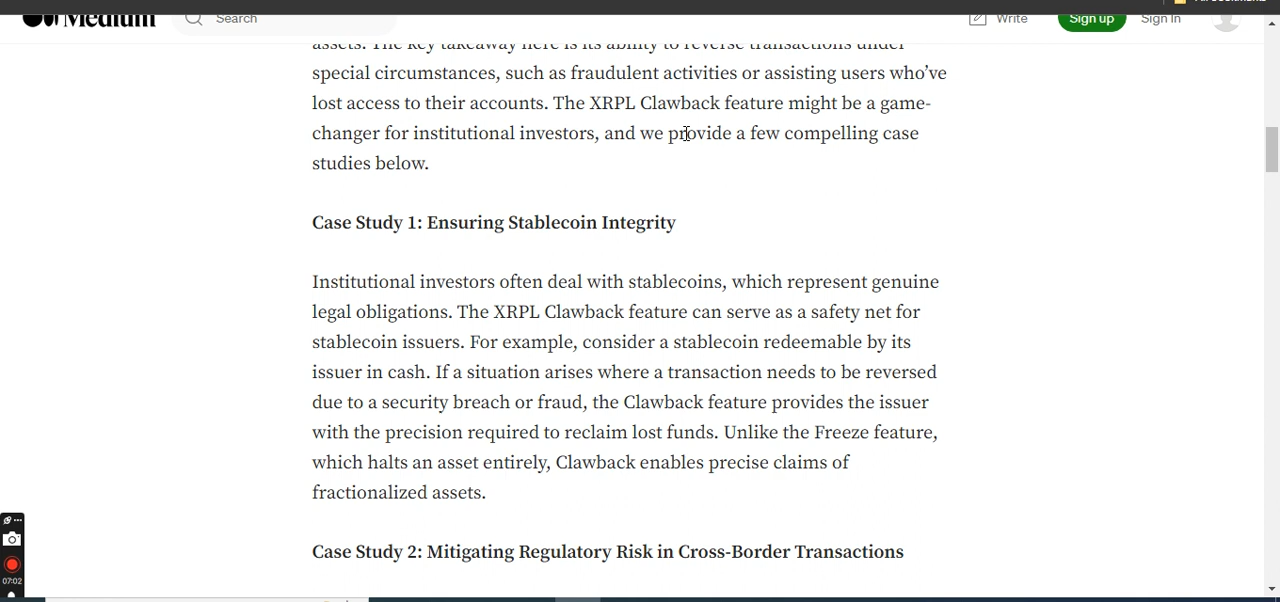 Medium
Search
Write
Sign up
Sign In
assets. The key takeaway here is its ability to reverse transactions under
special circumstances, such as fraudulent activities or assisting users who’ve
lost access to their accounts. The XRPL Clawback feature might be a game-
changer for institutional investors, and we provide a few compelling case
studies below.
Case Study 1: Ensuring Stablecoin Integrity
Institutional investors often deal with stablecoins, which represent genuine
legal obligations. The XRPL Clawback feature can serve as a safety net for
stablecoin issuers. For example, consider a stablecoin redeemable by its
issuer in cash. If a situation arises where a transaction needs to be reversed
due to a security breach or fraud, the Clawback feature provides the issuer
with the precision required to reclaim lost funds. Unlike the Freeze feature,
which halts an asset entirely, Clawback enables precise claims of
fractionalized assets.
07:02
Case Study 2: Mitigating Regulatory Risk in Cross-Border Transactions